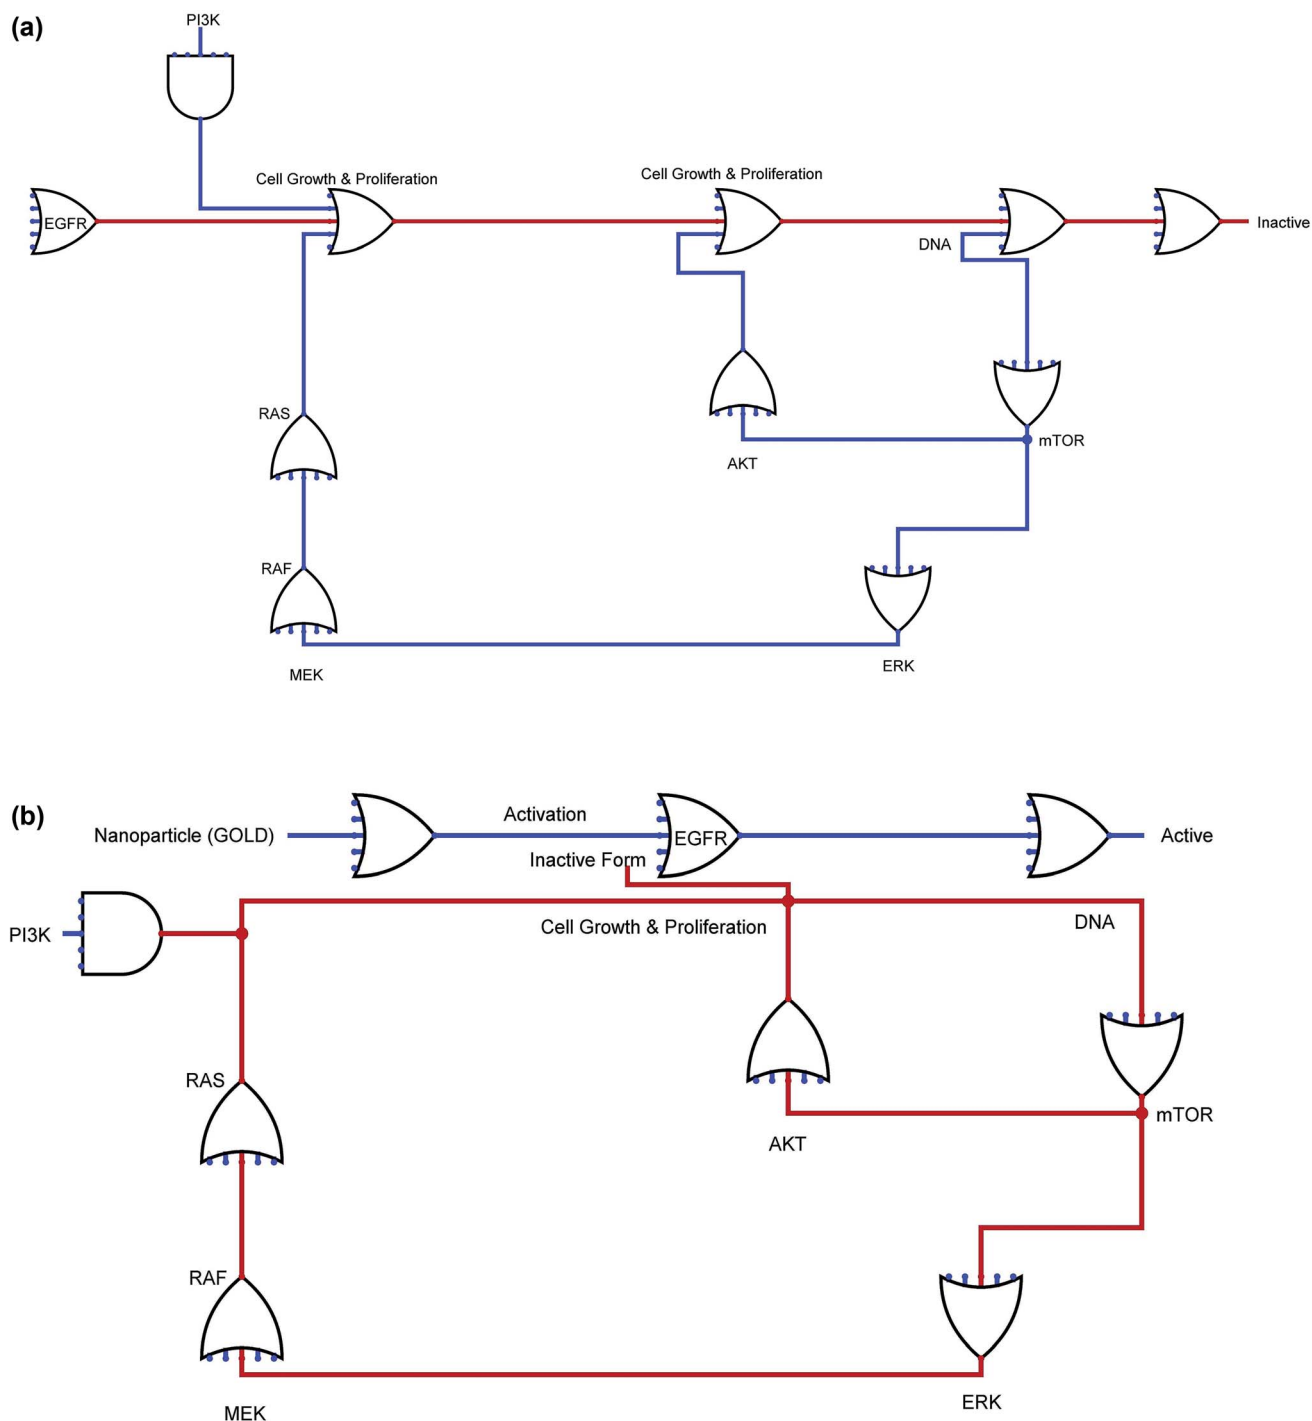 (a)
PI3K
Cell Growth & Proliferation
Cell Growth & Proliferation
EGFR
DNA
Inactive
RAS
AKT
mTOR
RAF
MEK
ERK
(b)
Nanoparticle (GOLD)
Activation
EGFR
Active
Inactive Form
PI3K
Cell Growth & Proliferation
DNA
RAS
AKT
mTOR
RAF
MEK
ERK